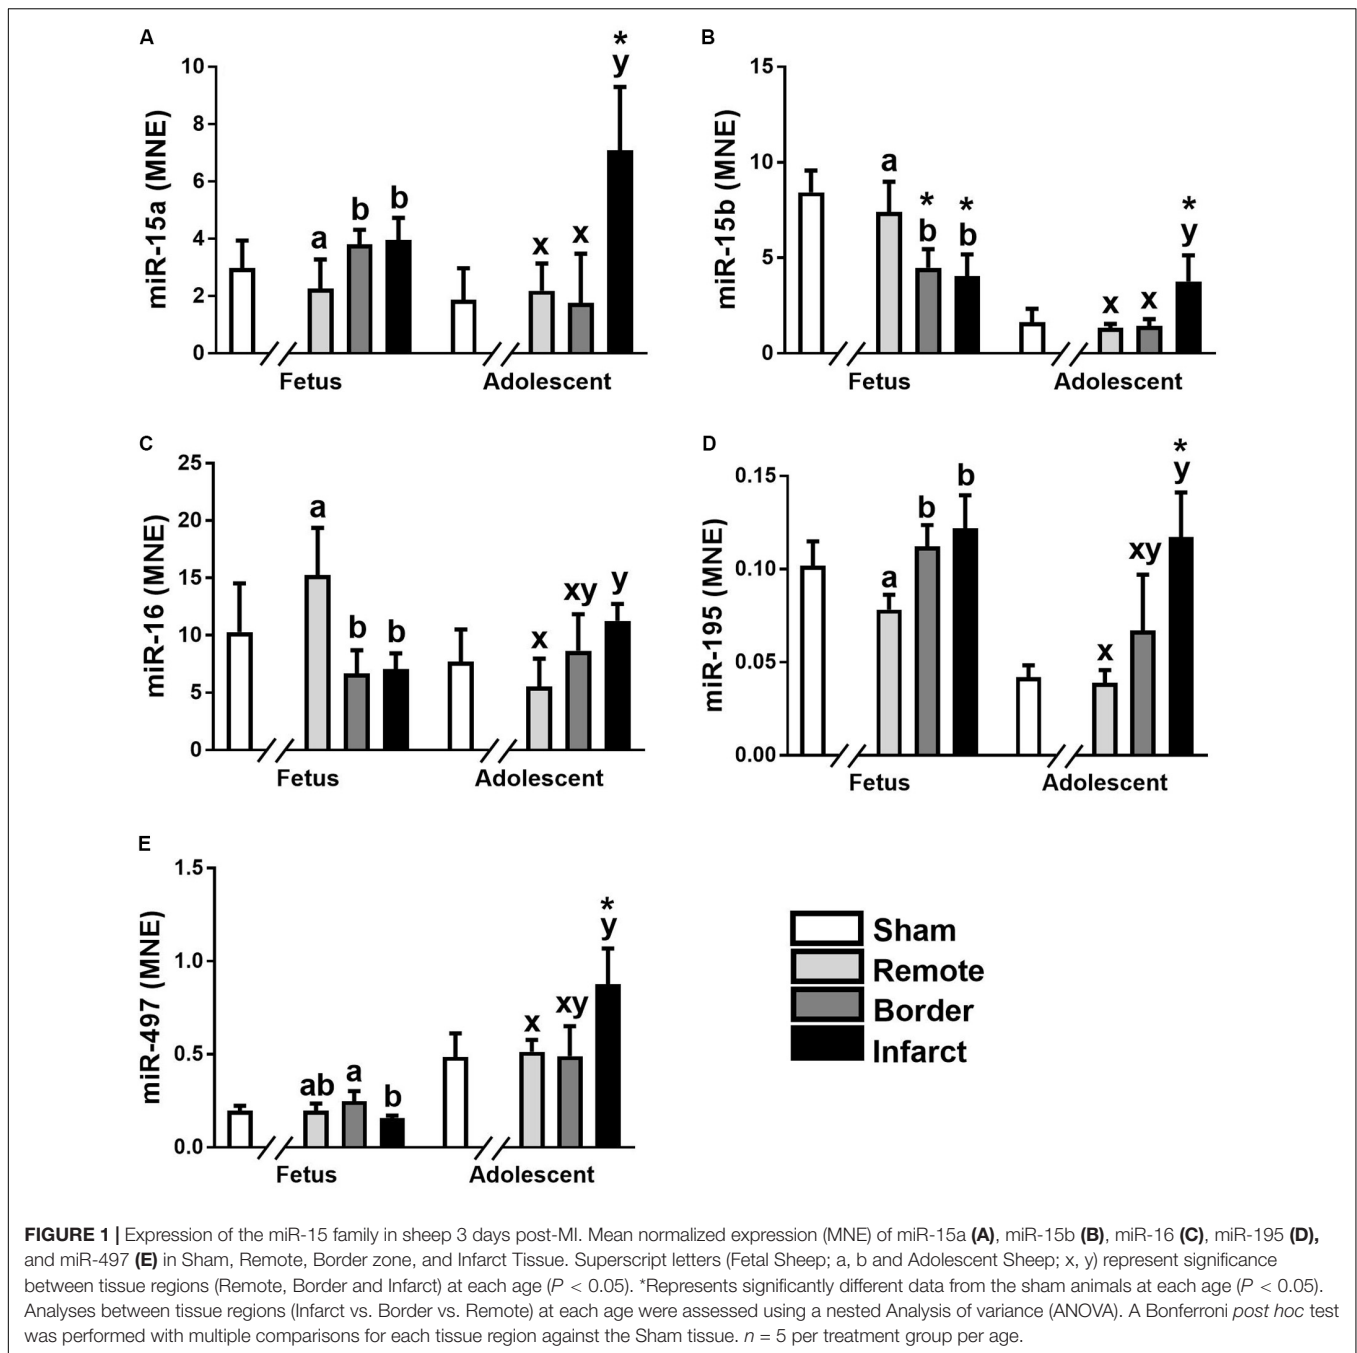 A
miR-15a (MNE)
10
8
6
4
2
0
a
b
b
x
x
*
y
Fetus
Adolescent
B
miR-15b (MNE)
15
10
5
0
a
*
b
*
b
x
x
*
y
Fetus
Adolescent
C
miR-16 (MNE)
25
20
15
10
5
0
a
b
b
x
xy
y
Fetus
Adolescent
D
miR-195 (MNE)
0.15
0.10
0.05
0.00
a
b
b
x
xy
*
y
Fetus
Adolescent
E
miR-497 (MNE)
1.5
1.0
0.5
0.0
ab
a
b
x
xy
*
y
Fetus
Adolescent
Sham
Remote
Border
Infarct
FIGURE 1 | Expression of the miR-15 family in sheep 3 days post-MI. Mean normalized expression (MNE) of miR-15a (A), miR-15b (B), miR-16 (C), miR-195 (D),
and miR-497 (E) in Sham, Remote, Border zone, and Infarct Tissue. Superscript letters (Fetal Sheep; a, b and Adolescent Sheep; x, y) represent significance
between tissue regions (Remote, Border and Infarct) at each age (P < 0.05). *Represents significantly different data from the sham animals at each age (P < 0.05).
Analyses between tissue regions (Infarct vs. Border vs. Remote) at each age were assessed using a nested Analysis of variance (ANOVA). A Bonferroni post hoc test
was performed with multiple comparisons for each tissue region against the Sham tissue. n = 5 per treatment group per age.